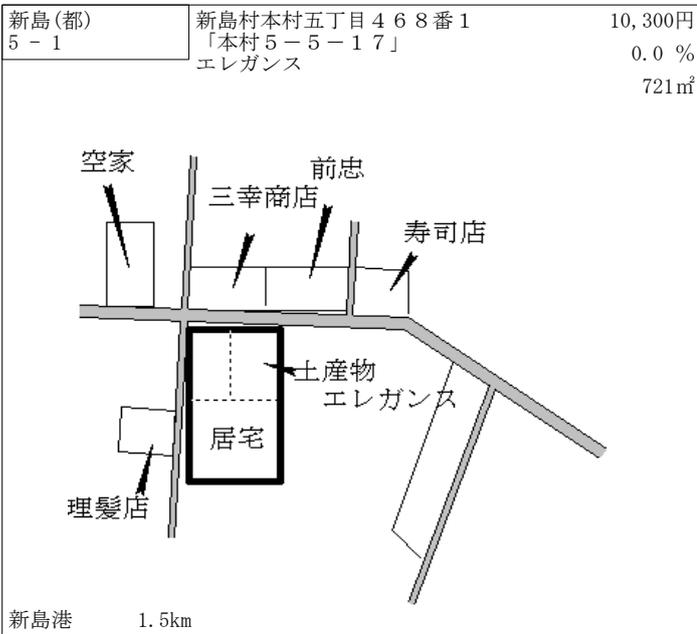 新島(都)
5 - 1
新島村本村五丁目４６８番１
「本村５－５－１７」
エレガンス
10,300円
0.0 %
721㎡
空家
三幸商店
前忠
寿司店
土産物
エレガンス
居宅
理髪店
新島港 1.5km